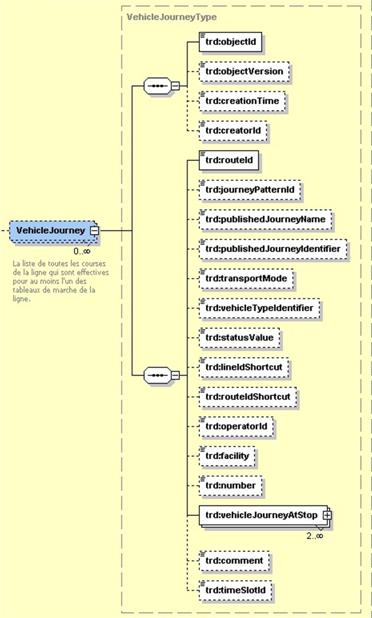 VehicleJourneyType
trd:objectId
trd:objectVersion
trd:creationTime
trd:creatorId
trd:routeId
trd:journeyPatternId
trd:publishedJourneyName
VehicleJourney
trd:publishedJourneyIdentifier
0..∞
La liste de toutes les courses
de la ligne qui sont effectives
pour au moins l'un des
tableaux de marche de la
ligne.
trd:transportMode
trd:vehicleTypeIdentifier
trd:statusValue
trd:lineIdShortcut
trd:routeIdShortcut
trd:operatorId
trd:facility
trd:number
trd:vehicleJourneyAtStop
2..∞
trd:comment
trd:timeSlotId